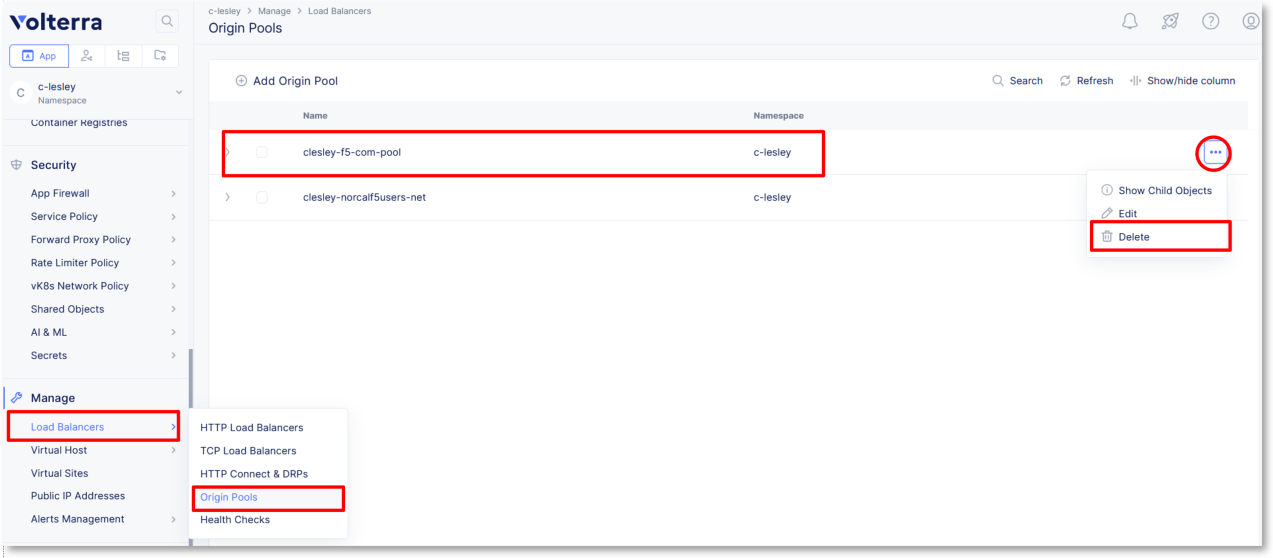 Volterra
App
C
c-lesley
Namespace
Container Registries
Security
App Firewall
Service Policy
Forward Proxy Policy
Rate Limiter Policy
vK8s Network Policy
Shared Objects
AI & ML
Secrets
Manage
Load Balancers
Virtual Host
Virtual Sites
Public IP Addresses
Alerts Management
HTTP Load Balancers
TCP Load Balancers
HTTP Connect & DRPs
Origin Pools
Health Checks
c-lesley > Manage > Load Balancers
Origin Pools
Add Origin Pool
Search Refresh Show/hide column
Name Namespace
clesley-f5-com-pool c-lesley
clesley-norcalf5users-net c-lesley
Show Child Objects
Edit
Delete